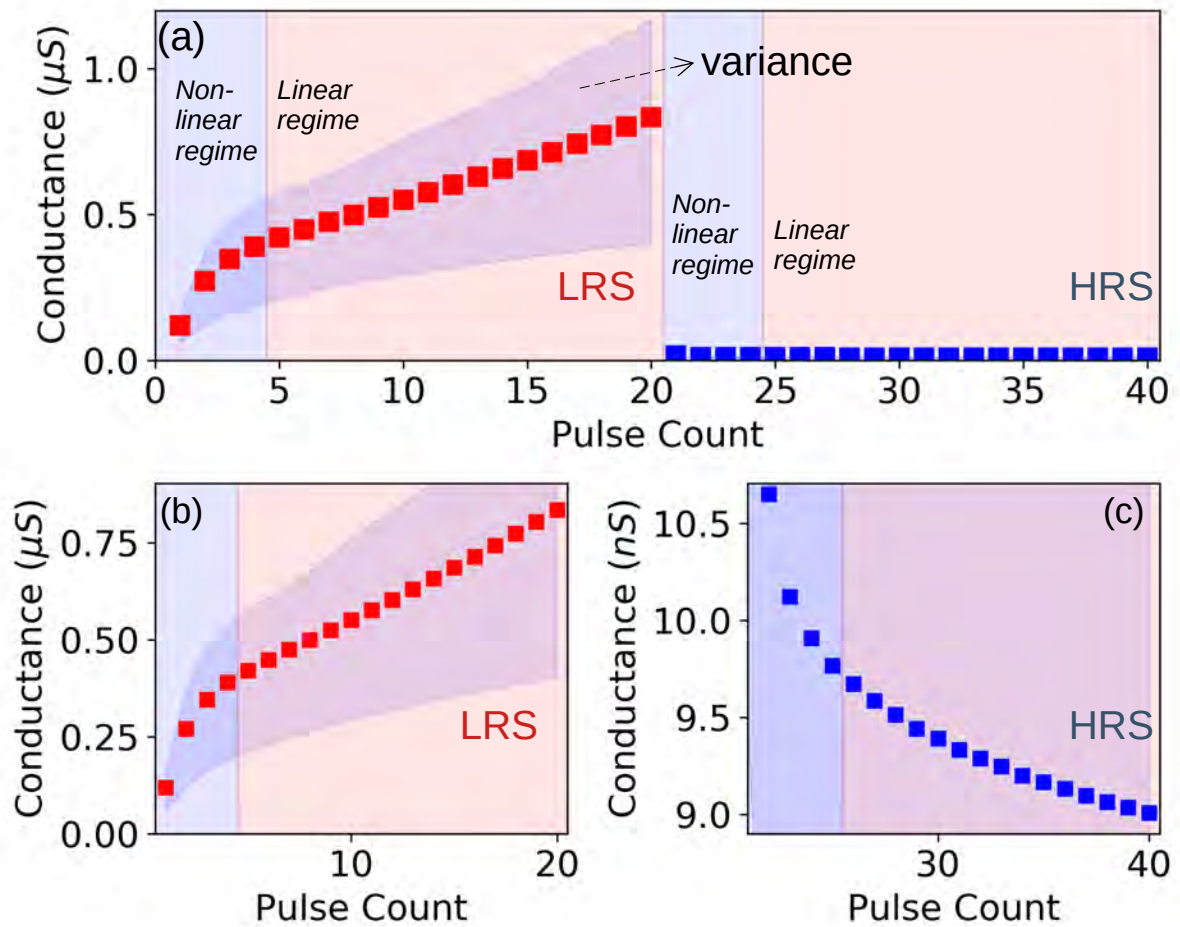 (a)
Conductance (μS)
1.0
0.5
0.0
Non-
linear
regime
Linear
regime
variance
LRS
Non-
linear
regime
Linear
regime
HRS
0 5 10 15 20 25 30 35 40
Pulse Count
(b)
Conductance (μS)
0.75
0.50
0.25
0.00
LRS
10 20
Pulse Count
(c)
Conductance (nS)
10.5
10.0
9.5
9.0
HRS
30 40
Pulse Count